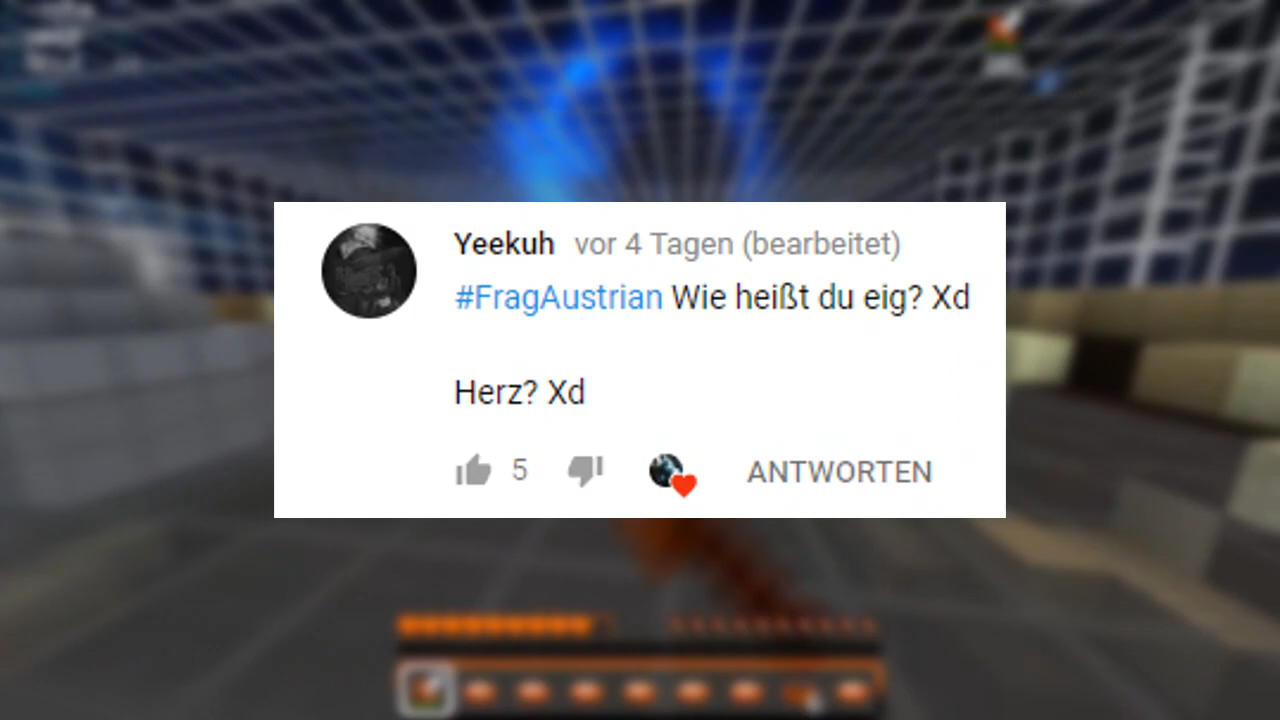 Yeekuh vor 4 Tagen (bearbeitet)
#FragAustrian Wie heißt du eig? Xd
Herz? Xd
5 ANTWORTEN